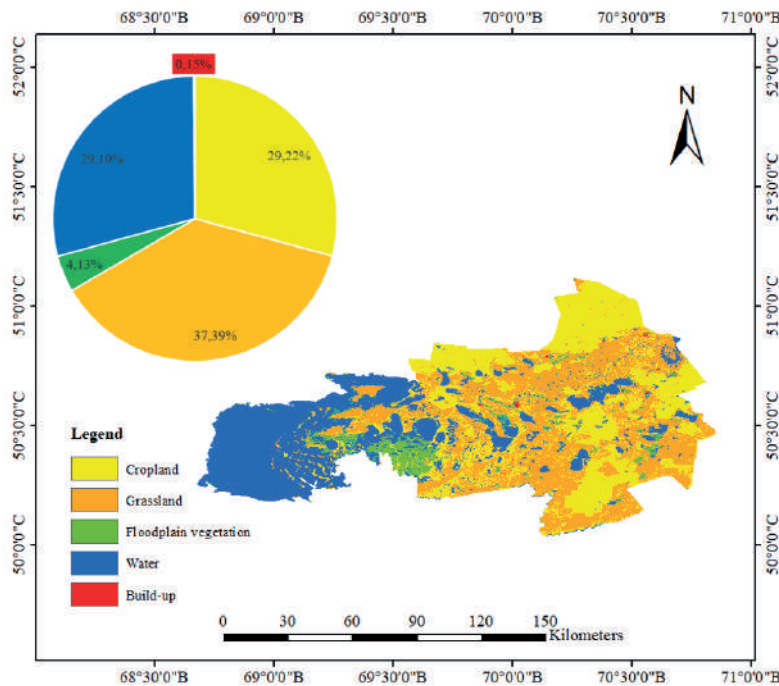 68°30'0"B 69°0'0"B 69°30'0"B 70°0'0"B 70°30'0"B 71°0'0"B
52°0'0"C
51°30'0"C
51°0'0"C
50°30'0"C
50°0'0"C
0,15%
29,10%
29,22%
4,13%
37,39%
N
Legend
Cropland
Grassland
Floodplain vegetation
Water
Build-up
0 30 60 90 120 150
Kilometers
52°0'0"C
51°30'0"C
51°0'0"C
50°30'0"C
50°0'0"C
68°30'0"B 69°0'0"B 69°30'0"B 70°0'0"B 70°30'0"B 71°0'0"B